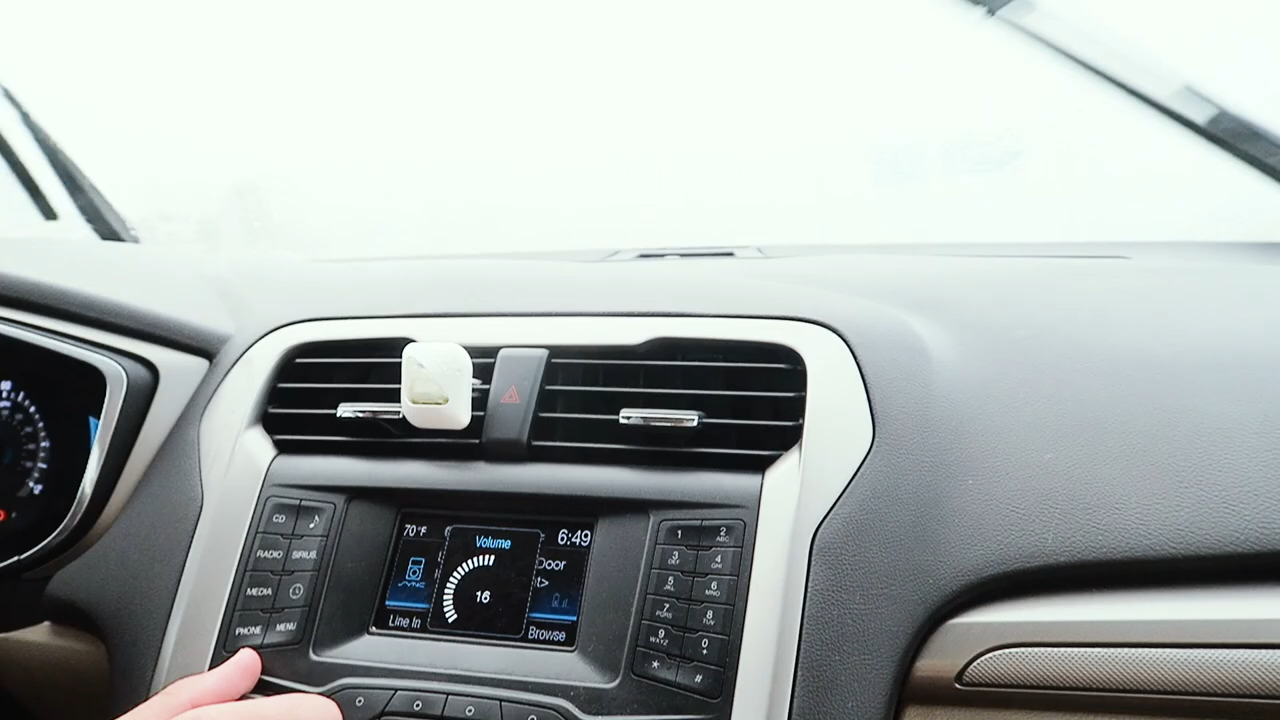 CD
RADIO SIRIUS
MEDIA
PHONE MENU
70°F
6:49
Volume
16
Door
t>
SYNC
Line In
Browse
1
2 ABC
3 DEF
4 GHI
5 JKL
6 MNO
7 PQRS
8 TUV
9 WXYZ
0 +
* #